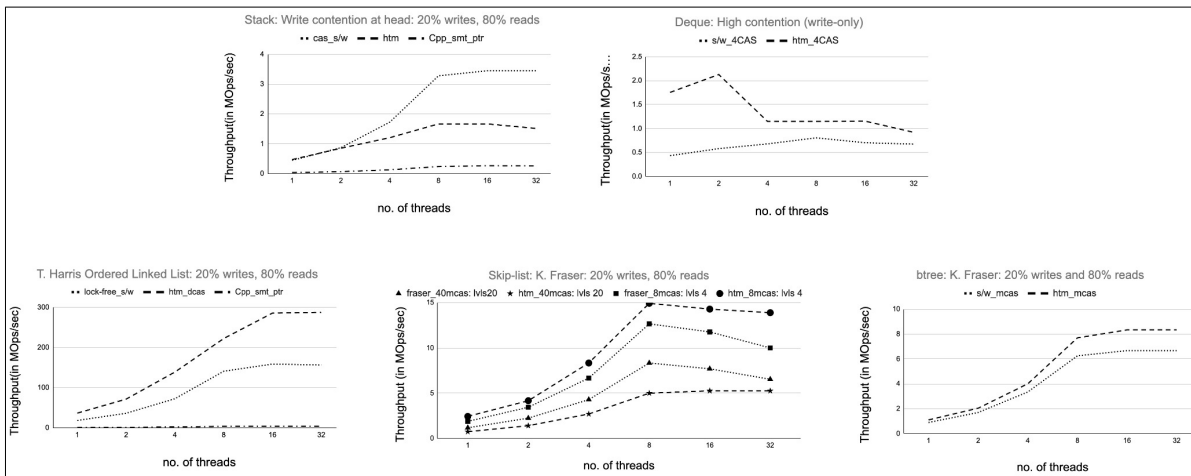 Stack: Write contention at head: 20% writes, 80% reads
cas_s/w htm Cpp_smt_ptr
Throughput(in MOps/sec)
4
3
2
1
0
1 2 4 8 16 32
no. of threads
Deque: High contention (write-only)
s/w_4CAS htm_4CAS
Throughput(in MOps/s…
2.5
2.0
1.5
1.0
0.5
0.0
1 2 4 8 16 32
no. of threads
T. Harris Ordered Linked List: 20% writes, 80% reads
lock-free_s/w htm_dcas Cpp_smt_ptr
Throughput(in MOps/sec)
300
200
100
0
1 2 4 8 16 32
no. of threads
Skip-list: K. Fraser: 20% writes, 80% reads
fraser_40mcas: lvls20 htm_40mcas: lvls 20 fraser_8mcas: lvls 4 htm_8mcas: lvls 4
Throughput (in MOps/sec)
15
10
5
0
1 2 4 8 16 32
no. of threads
btree: K. Fraser: 20% writes and 80% reads
s/w_mcas htm_mcas
Throughput (in MOps/sec)
10
8
6
4
2
0
1 2 4 8 16 32
no. of threads